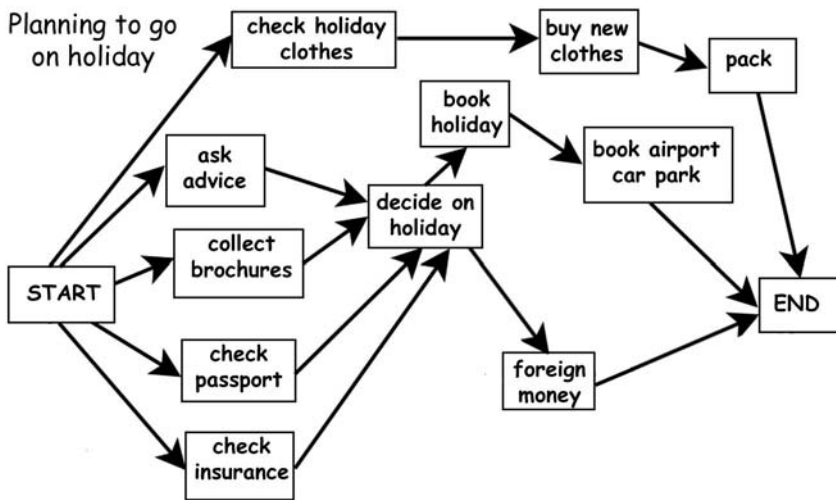 Planning to go
on holiday
check holiday
clothes
buy new
clothes
pack
book
holiday
ask
advice
book airport
car park
decide on
holiday
collect
brochures
START
END
check
passport
foreign
money
check
insurance